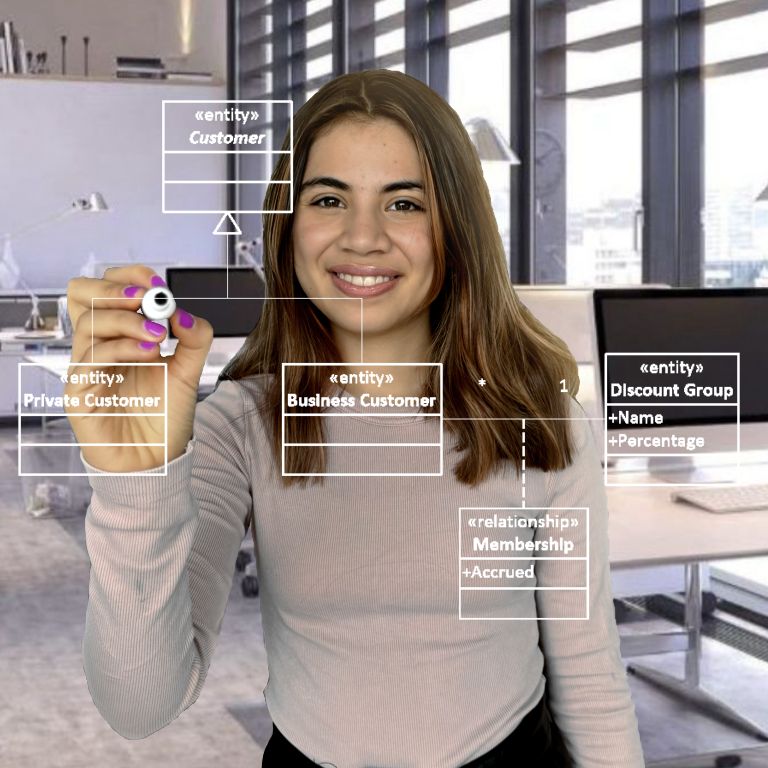 «entity»
Customer
«entity»
Private Customer
«entity»
Business Customer
*
1
«entity»
Discount Group
+Name
+Percentage
«relationship»
Membership
+Accrued